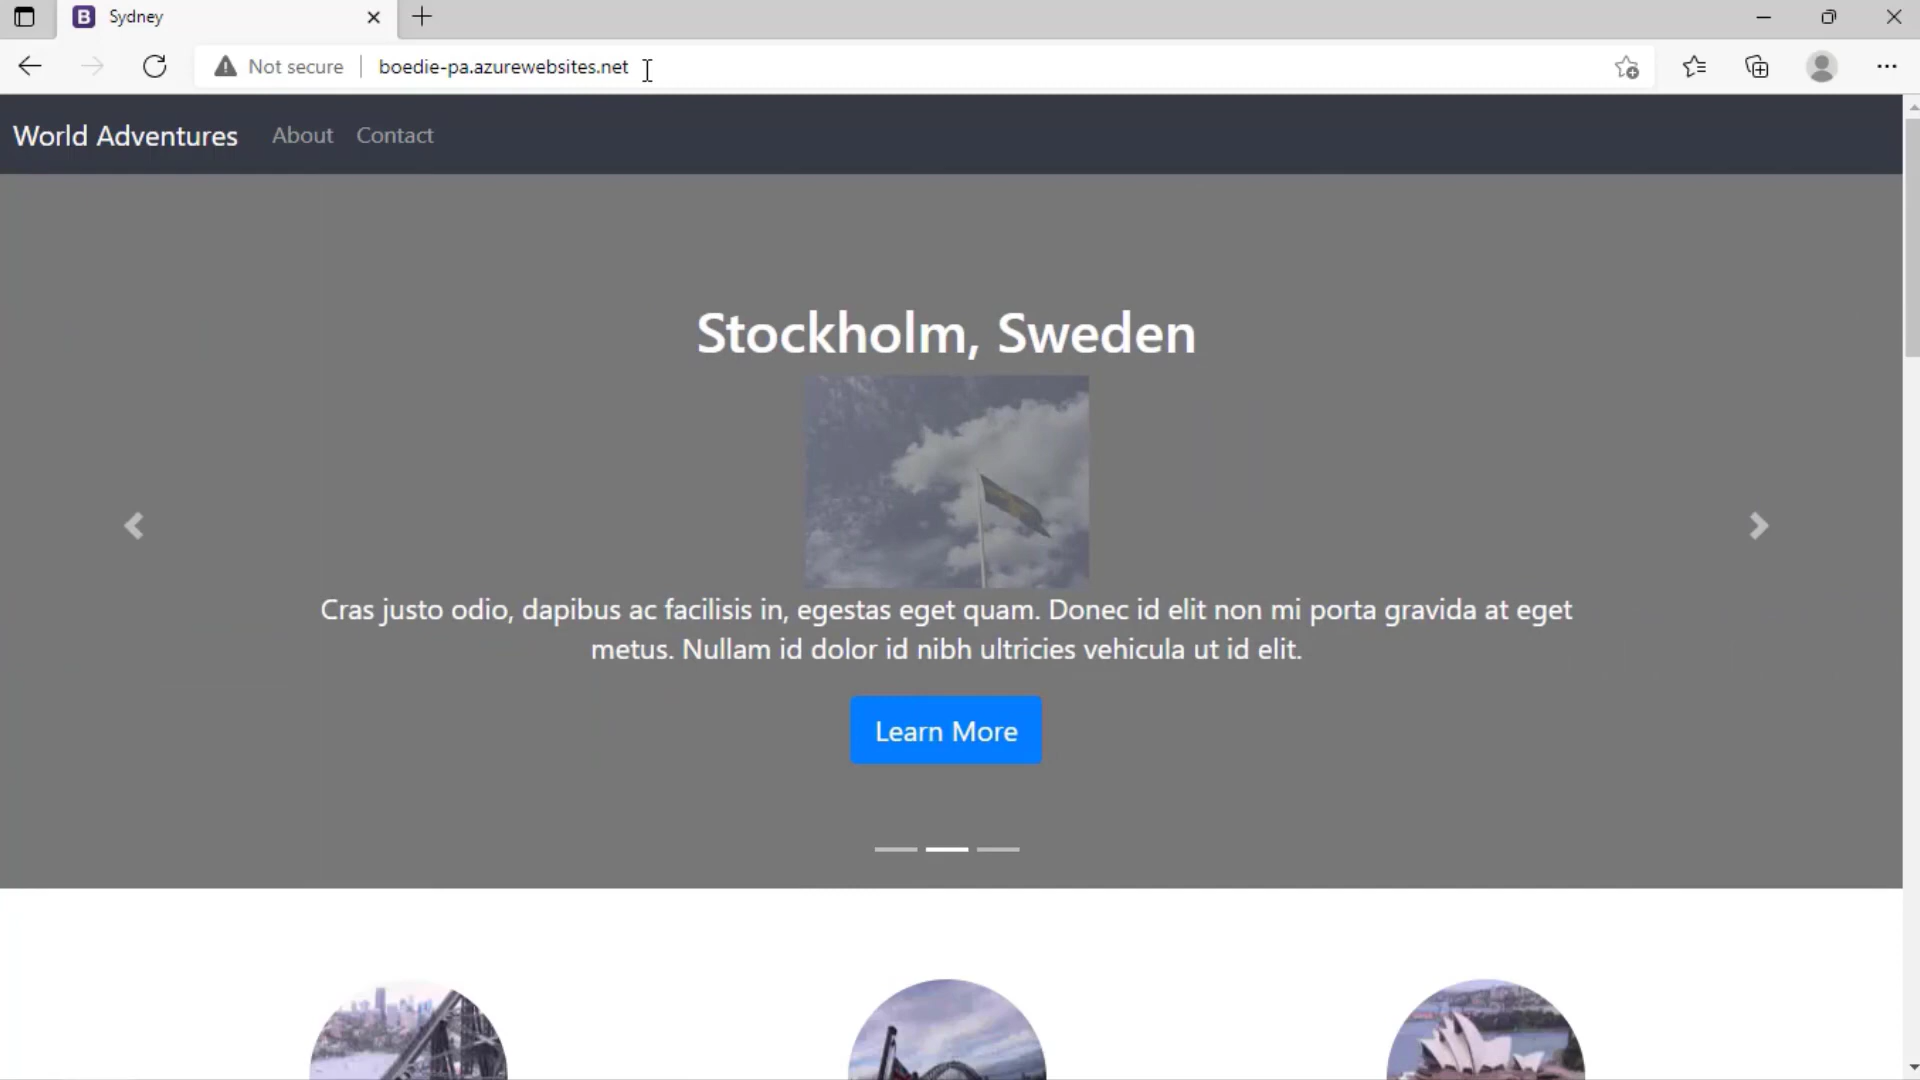 Sydney
Not secure
boedie-pa.azurewebsites.net
World Adventures
About
Contact
Stockholm, Sweden
Cras justo odio, dapibus ac facilisis in, egestas eget quam. Donec id elit non mi porta gravida at eget
metus. Nullam id dolor id nibh ultricies vehicula ut id elit.
Learn More